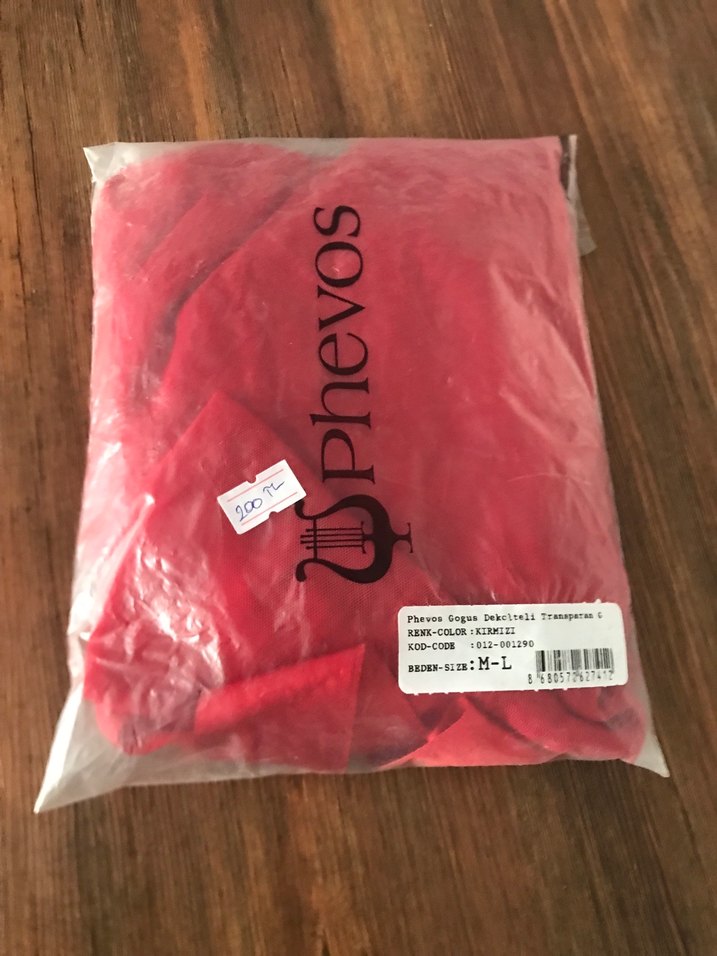 Phevos
200 TL
Phevos Gogus Dekolteli Transparan G
RENK-COLOR :KIRMIZI
KOD-CODE :012-001290
BEDEN-SIZE:M-L
8 680572 627412